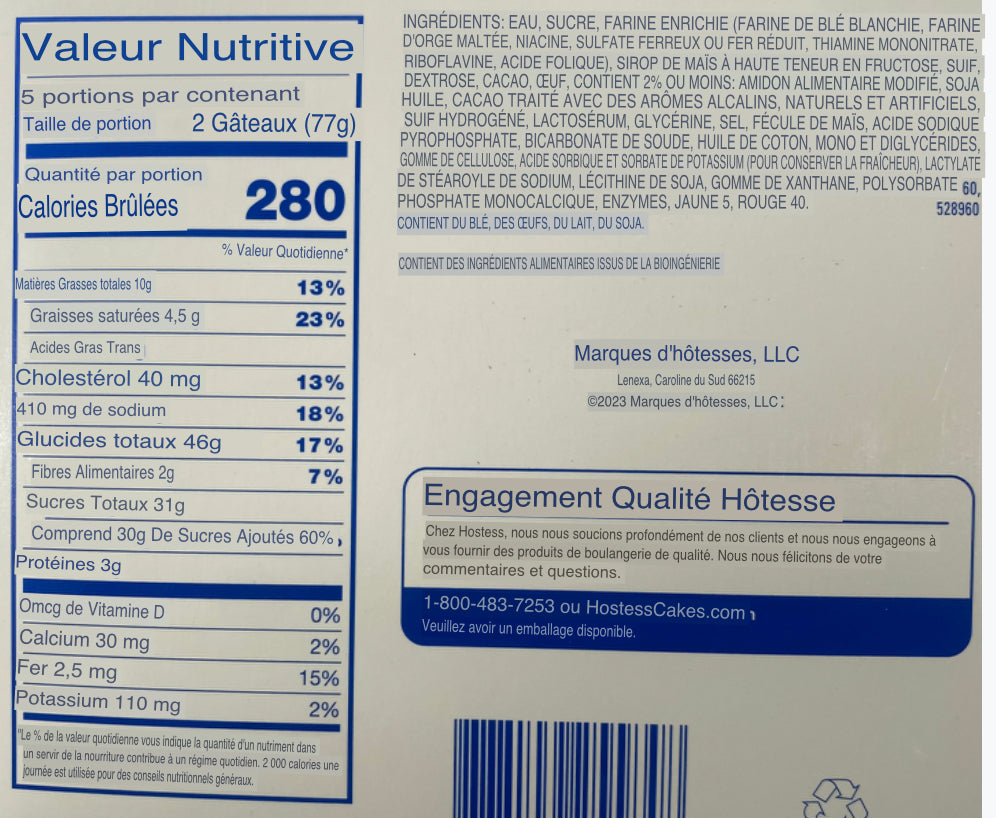 Valeur Nutritive
5 portions par contenant
Taille de portion 2 Gâteaux (77g)
Quantité par portion
Calories Brûlées 280
% Valeur Quotidienne*
Matières Grasses totales 10g 13%
Graisses saturées 4,5 g 23%
Acides Gras Trans
Cholestérol 40 mg 13%
410 mg de sodium 18%
Glucides totaux 46g 17%
Fibres Alimentaires 2g 7%
Sucres Totaux 31g
Comprend 30g De Sucres Ajoutés 60%
Protéines 3g
Omcg de Vitamine D 0%
Calcium 30 mg 2%
Fer 2,5 mg 15%
Potassium 110 mg 2%
"Le % de la valeur quotidienne vous indique la quantité d'un nutriment dans
un servir de la nourriture contribue à un régime quotidien. 2 000 calories une
journée est utilisée pour des conseils nutritionnels généraux.
INGRÉDIENTS: EAU, SUCRE, FARINE ENRICHIE (FARINE DE BLÉ BLANCHIE, FARINE
D'ORGE MALTÉE, NIACINE, SULFATE FERREUX OU FER RÉDUIT, THIAMINE MONONITRATE,
RIBOFLAVINE, ACIDE FOLIQUE), SIROP DE MAÏS À HAUTE TENEUR EN FRUCTOSE, SUIF,
DEXTROSE, CACAO, ŒUF, CONTIENT 2% OU MOINS: AMIDON ALIMENTAIRE MODIFIÉ, SOJA
HUILE, CACAO TRAITÉ AVEC DES ARÔMES ALCALINS, NATURELS ET ARTIFICIELS,
SUIF HYDROGÉNÉ, LACTOSÉRUM, GLYCÉRINE, SEL, FÉCULE DE MAÏS, ACIDE SODIQUE
PYROPHOSPHATE, BICARBONATE DE SOUDE, HUILE DE COTON, MONO ET DIGLYCÉRIDES,
GOMME DE CELLULOSE, ACIDE SORBIQUE ET SORBATE DE POTASSIUM (POUR CONSERVER LA FRAÎCHEUR), LACTYLATE
DE STÉAROYLE DE SODIUM, LÉCITHINE DE SOJA, GOMME DE XANTHANE, POLYSORBATE 60,
PHOSPHATE MONOCALCIQUE, ENZYMES, JAUNE 5, ROUGE 40. 528960
CONTIENT DU BLÉ, DES ŒUFS, DU LAIT, DU SOJA.
CONTIENT DES INGRÉDIENTS ALIMENTAIRES ISSUS DE LA BIOINGÉNIERIE
Marques d'hôtesses, LLC
Lenexa, Caroline du Sud 66215
©2023 Marques d'hôtesses, LLC:
Engagement Qualité Hôtesse
Chez Hostess, nous nous soucions profondément de nos clients et nous nous engageons à
vous fournir des produits de boulangerie de qualité. Nous nous félicitons de votre
commentaires et questions.
1-800-483-7253 ou HostessCakes.com
Veuillez avoir un emballage disponible.